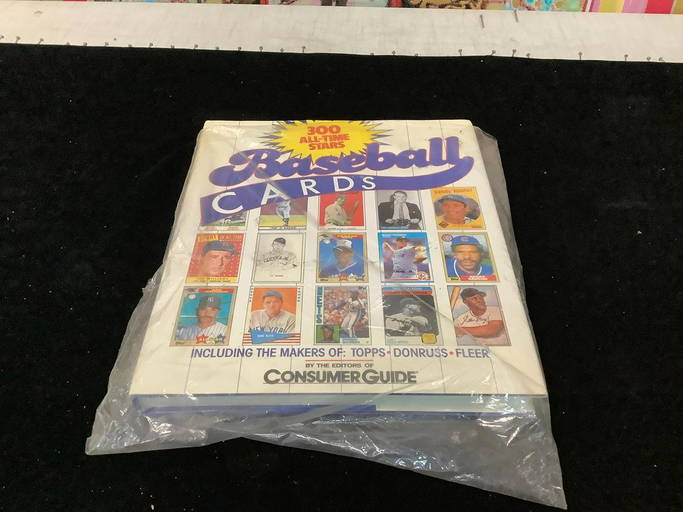 300
ALL-TIME
STARS
Baseball
CARDS
INCLUDING THE MAKERS OF: TOPPS • DONRUSS • FLEER
BY THE EDITORS OF
CONSUMER GUIDE